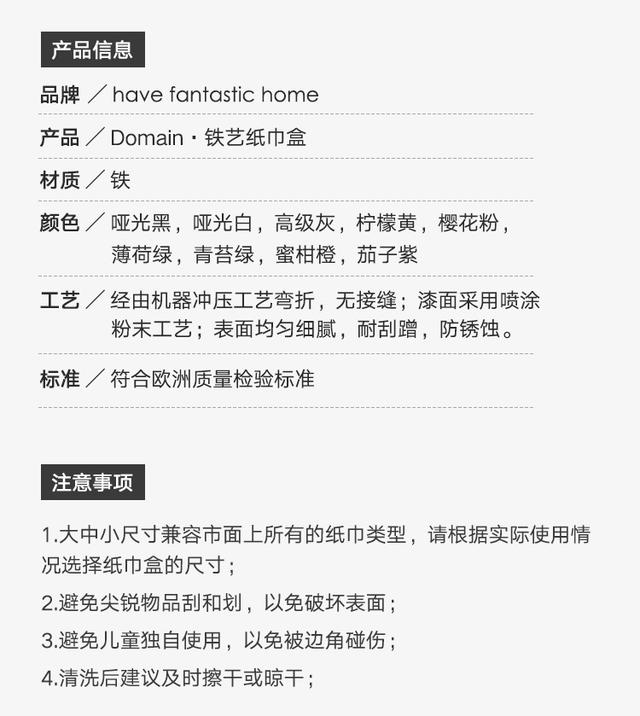 产品信息
品牌 / have fantastic home
产品 / Domain · 铁艺纸巾盒
材质 / 铁
颜色 / 哑光黑，哑光白，高级灰，柠檬黄，樱花粉，
薄荷绿，青苔绿，蜜柑橙，茄子紫
工艺 / 经由机器冲压工艺弯折，无接缝；漆面采用喷涂
粉末工艺；表面均匀细腻，耐刮蹭，防锈蚀。
标准 / 符合欧洲质量检验标准
注意事项
1.大中小尺寸兼容市面上所有的纸巾类型，请根据实际使用情
况选择纸巾盒的尺寸；
2.避免尖锐物品刮和划，以免破坏表面；
3.避免儿童独自使用，以免被边角碰伤；
4.清洗后建议及时擦干或晾干；